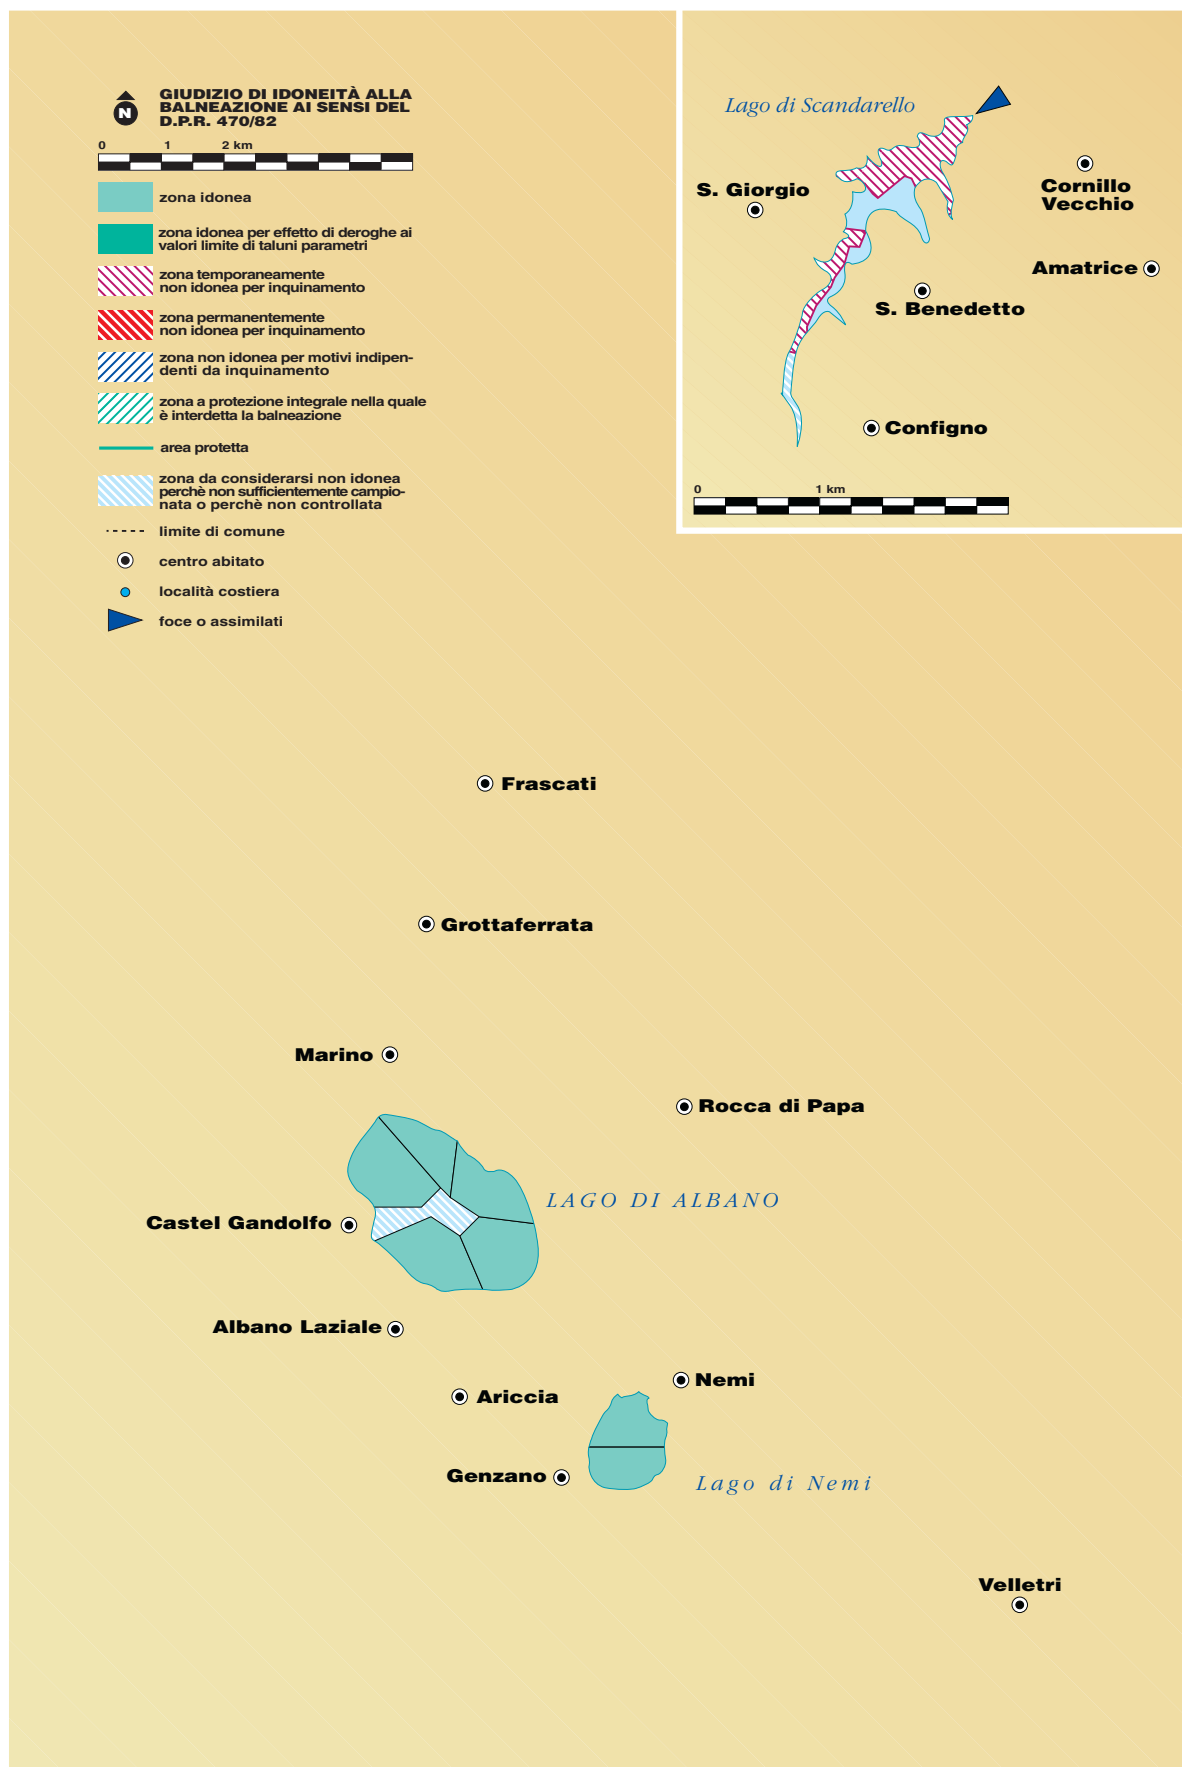 N
GIUDIZIO DI IDONEITÀ ALLA
BALNEAZIONE AI SENSI DEL
D.P.R. 470/82
0 1 2 km
zona idonea
zona idonea per effetto di deroghe ai
valori limite di taluni parametri
zona temporaneamente
non idonea per inquinamento
zona permanentemente
non idonea per inquinamento
zona non idonea per motivi indipen-
denti da inquinamento
zona a protezione integrale nella quale
è interdetta la balneazione
area protetta
zona da considerarsi non idonea
perchè non sufficientemente campio-
nata o perchè non controllata
limite di comune
centro abitato
località costiera
foce o assimilati
Lago di Scandarello
S. Giorgio
Cornillo
Vecchio
Amatrice
S. Benedetto
Configno
0 1 km
Frascati
Grottaferrata
Marino
Rocca di Papa
LAGO DI ALBANO
Castel Gandolfo
Albano Laziale
Nemi
Ariccia
Genzano
Lago di Nemi
Velletri